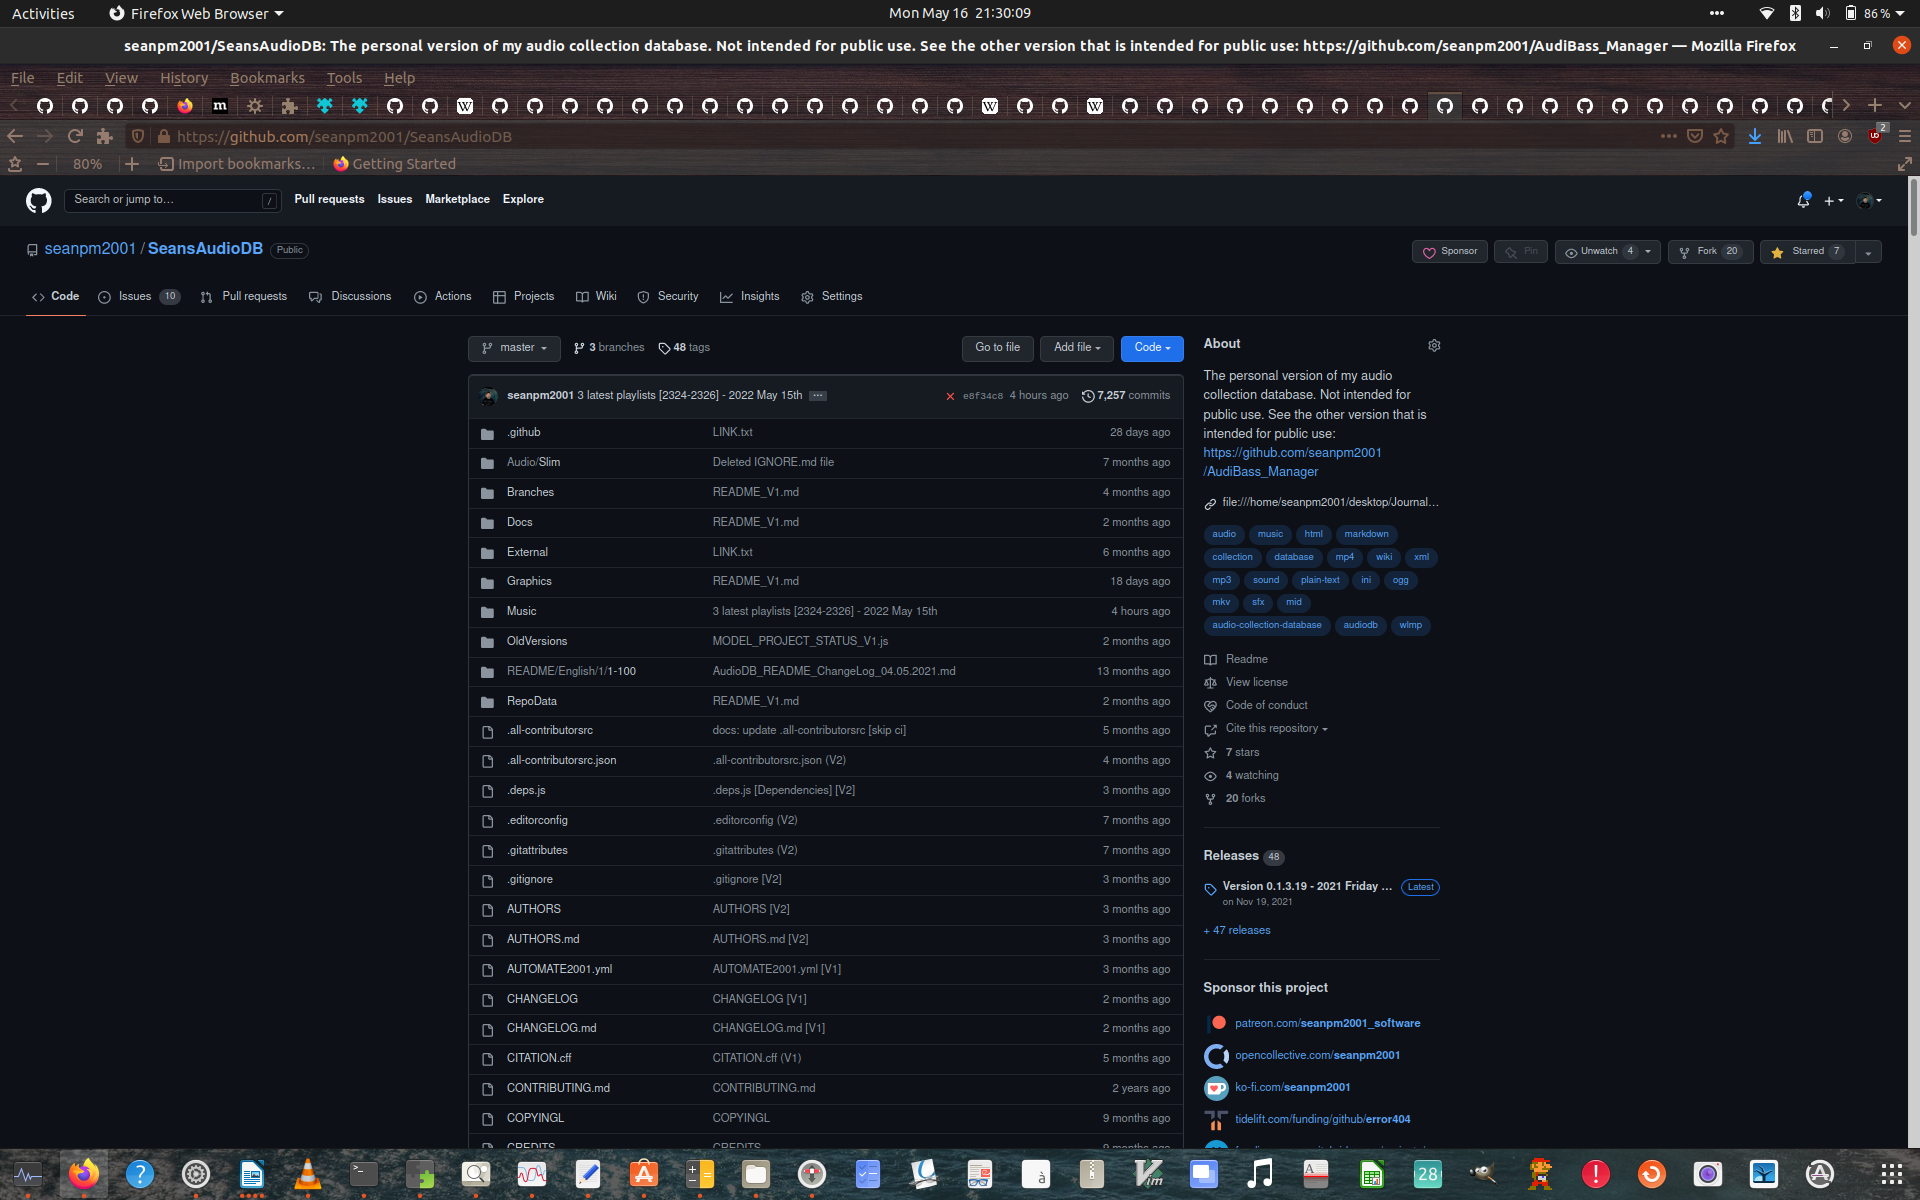 Activities
Firefox Web Browser
Mon May 16 21:30:09
86 %
seanpm2001/SeansAudioDB: The personal version of my audio collection database. Not intended for public use. See the other version that is intended for public use: https://github.com/seanpm2001/AudiBass_Manager — Mozilla Firefox
File Edit View History Bookmarks Tools Help
https://github.com/seanpm2001/SeansAudioDB
2
80%
Import bookmarks...
Getting Started
Search or jump to...
/
Pull requests Issues Marketplace Explore
seanpm2001 / SeansAudioDB Public
Sponsor
Pin
Unwatch 4
Fork 20
Starred 7
Code
Issues 10
Pull requests
Discussions
Actions
Projects
Wiki
Security
Insights
Settings
master
3 branches
48 tags
Go to file
Add file
Code
seanpm2001 3 latest playlists [2324-2326] - 2022 May 15th ... e8f34c8 4 hours ago 7,257 commits
.github LINK.txt 28 days ago
Audio/Slim Deleted IGNORE.md file 7 months ago
Branches README_V1.md 4 months ago
Docs README_V1.md 2 months ago
External LINK.txt 6 months ago
Graphics README_V1.md 18 days ago
Music 3 latest playlists [2324-2326] - 2022 May 15th 4 hours ago
OldVersions MODEL_PROJECT_STATUS_V1.js 2 months ago
README/English/1/1-100 AudioDB_README_ChangeLog_04.05.2021.md 13 months ago
RepoData README_V1.md 2 months ago
.all-contributorsrc docs: update .all-contributorsrc [skip ci] 5 months ago
.all-contributorsrc.json .all-contributorsrc.json (V2) 4 months ago
.deps.js .deps.js [Dependencies] [V2] 3 months ago
.editorconfig .editorconfig (V2) 7 months ago
.gitattributes .gitattributes (V2) 7 months ago
.gitignore .gitignore [V2] 3 months ago
AUTHORS AUTHORS [V2] 3 months ago
AUTHORS.md AUTHORS.md [V2] 3 months ago
AUTOMATE2001.yml AUTOMATE2001.yml [V1] 3 months ago
CHANGELOG CHANGELOG [V1] 2 months ago
CHANGELOG.md CHANGELOG.md [V1] 2 months ago
CITATION.cff CITATION.cff (V1) 5 months ago
CONTRIBUTING.md CONTRIBUTING.md 2 years ago
COPYINGL COPYINGL 9 months ago
CREDITS CREDITS 9 months ago
About
The personal version of my audio
collection database. Not intended for
public use. See the other version that is
intended for public use:
https://github.com/seanpm2001
/AudiBass_Manager
file:///home/seanpm2001/desktop/Journal...
audio music html markdown
collection database mp4 wiki xml
mp3 sound plain-text ini ogg
mkv sfx mid
audio-collection-database audiodb wlmp
Readme
View license
Code of conduct
Cite this repository
7 stars
4 watching
20 forks
Releases 48
Version 0.1.3.19 - 2021 Friday ... Latest
on Nov 19, 2021
+ 47 releases
Sponsor this project
patreon.com/seanpm2001_software
opencollective.com/seanpm2001
ko-fi.com/seanpm2001
tidelift.com/funding/github/error404
28